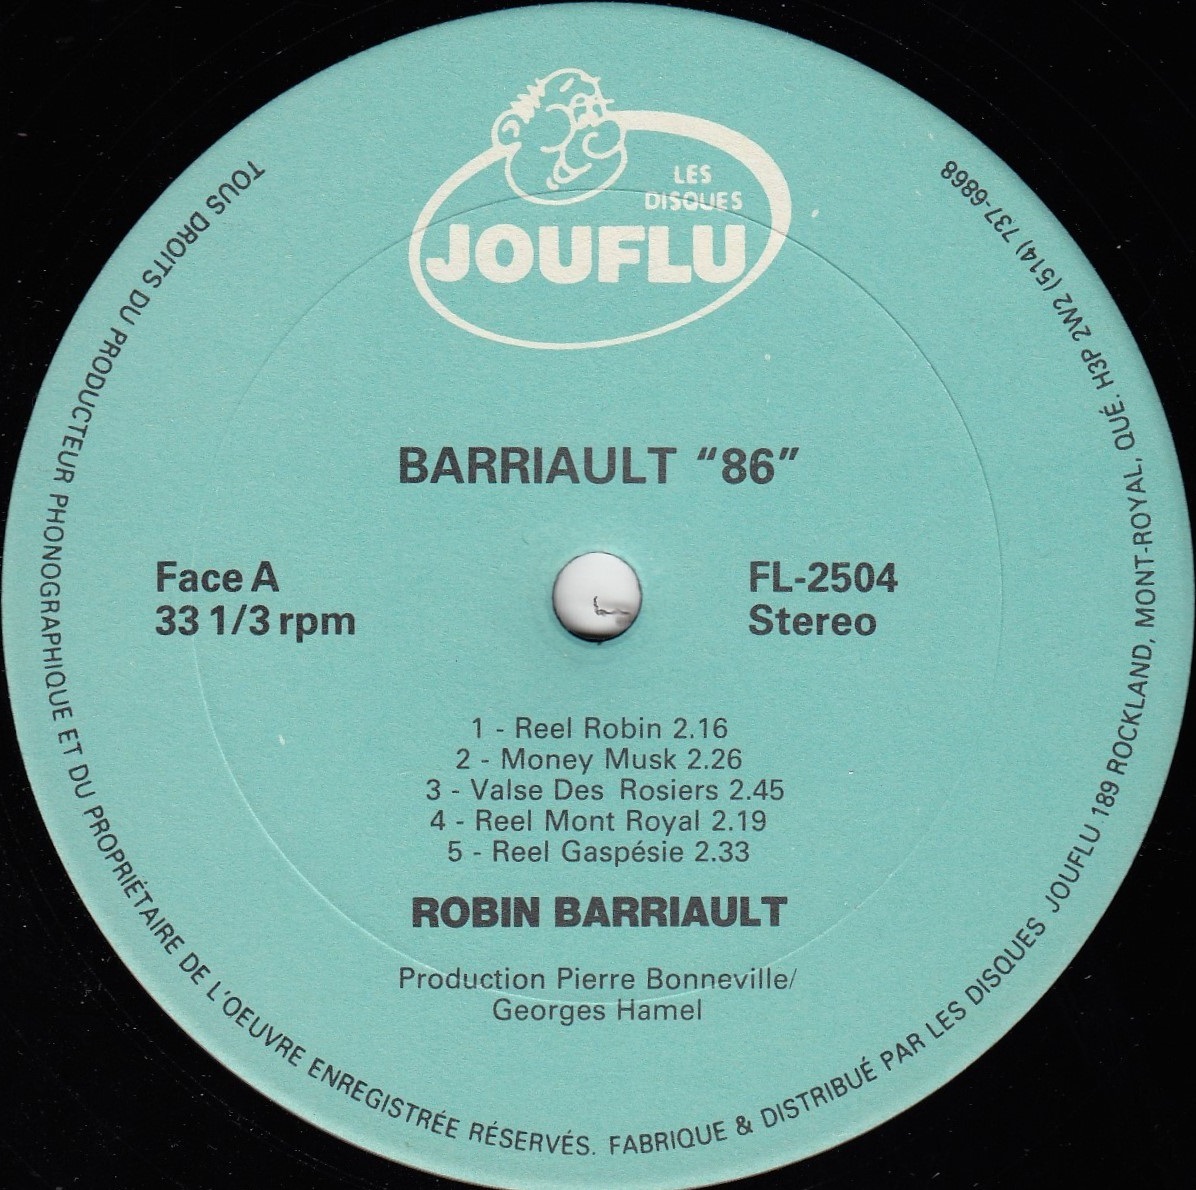 LES
DISQUES
JOUFLU
BARRIAULT “86”
Face A
33 1/3 rpm
FL-2504
Stereo
1 - Reel Robin 2.16
2 - Money Musk 2.26
3 - Valse Des Rosiers 2.45
4 - Reel Mont Royal 2.19
5 - Reel Gaspésie 2.33
ROBIN BARRIAULT
Production Pierre Bonneville/
Georges Hamel
TOUS DROITS DU PRODUCTEUR PHONOGRAPHIQUE ET DU PROPRIÉTAIRE DE L'OEUVRE ENREGISTRÉE RÉSERVÉS. FABRIQUE & DISTRIBUÉ PAR LES DISQUES JOUFLU 189 ROCKLAND, MONT-ROYAL, QUÉ. H3P 2W2 (514) 737-6868